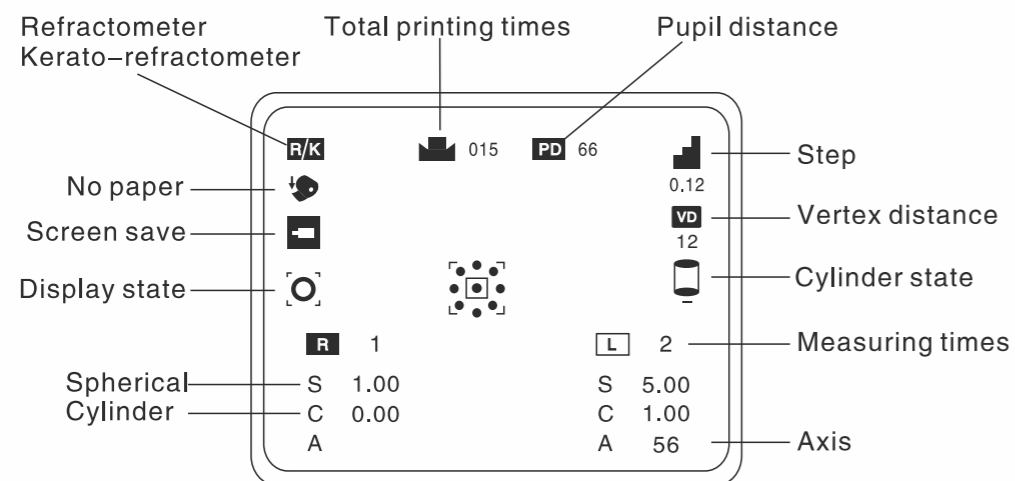 Refractometer
Kerato-refractometer
Total printing times
Pupil distance
R/K
015
PD 66
Step
0.12
No paper
VD
Vertex distance
12
Screen save
Display state
Cylinder state
R 1
L 2
Measuring times
Spherical
S 1.00
S 5.00
Cylinder
C 0.00
C 1.00
A
A 56
Axis